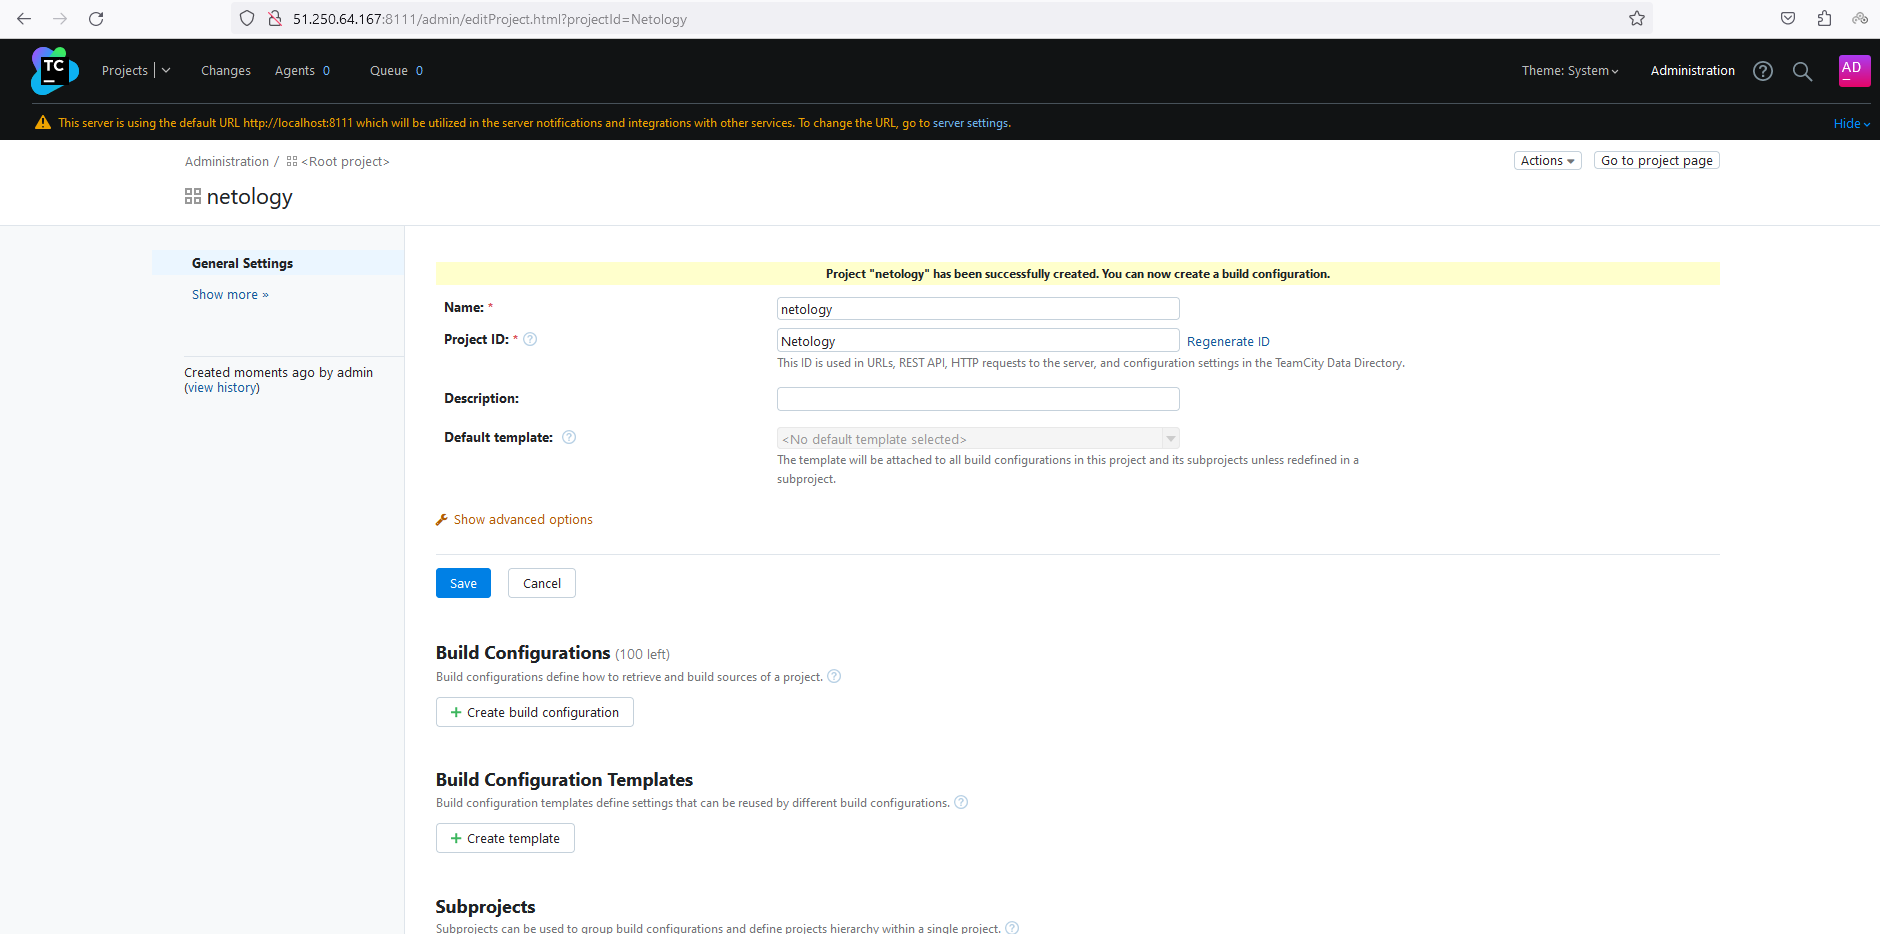 51.250.64.167:8111/admin/editProject.html?projectId=Netology
TC
Projects
Changes
Agents 0
Queue 0
Theme: System
Administration
AD
This server is using the default URL http://localhost:8111 which will be utilized in the server notifications and integrations with other services. To change the URL, go to server settings.
Hide
Administration / <Root project>
Actions
Go to project page
netology
General Settings
Show more »
Created moments ago by admin
(view history)
Project "netology" has been successfully created. You can now create a build configuration.
Name: *
netology
Project ID: * ?
Netology
Regenerate ID
This ID is used in URLs, REST API, HTTP requests to the server, and configuration settings in the TeamCity Data Directory.
Description:
Default template: ?
<No default template selected>
The template will be attached to all build configurations in this project and its subprojects unless redefined in a
subproject.
Show advanced options
Save
Cancel
Build Configurations (100 left)
Build configurations define how to retrieve and build sources of a project. ?
+ Create build configuration
Build Configuration Templates
Build configuration templates define settings that can be reused by different build configurations. ?
+ Create template
Subprojects
Subprojects can be used to group build configurations and define projects hierarchy within a single project. ?